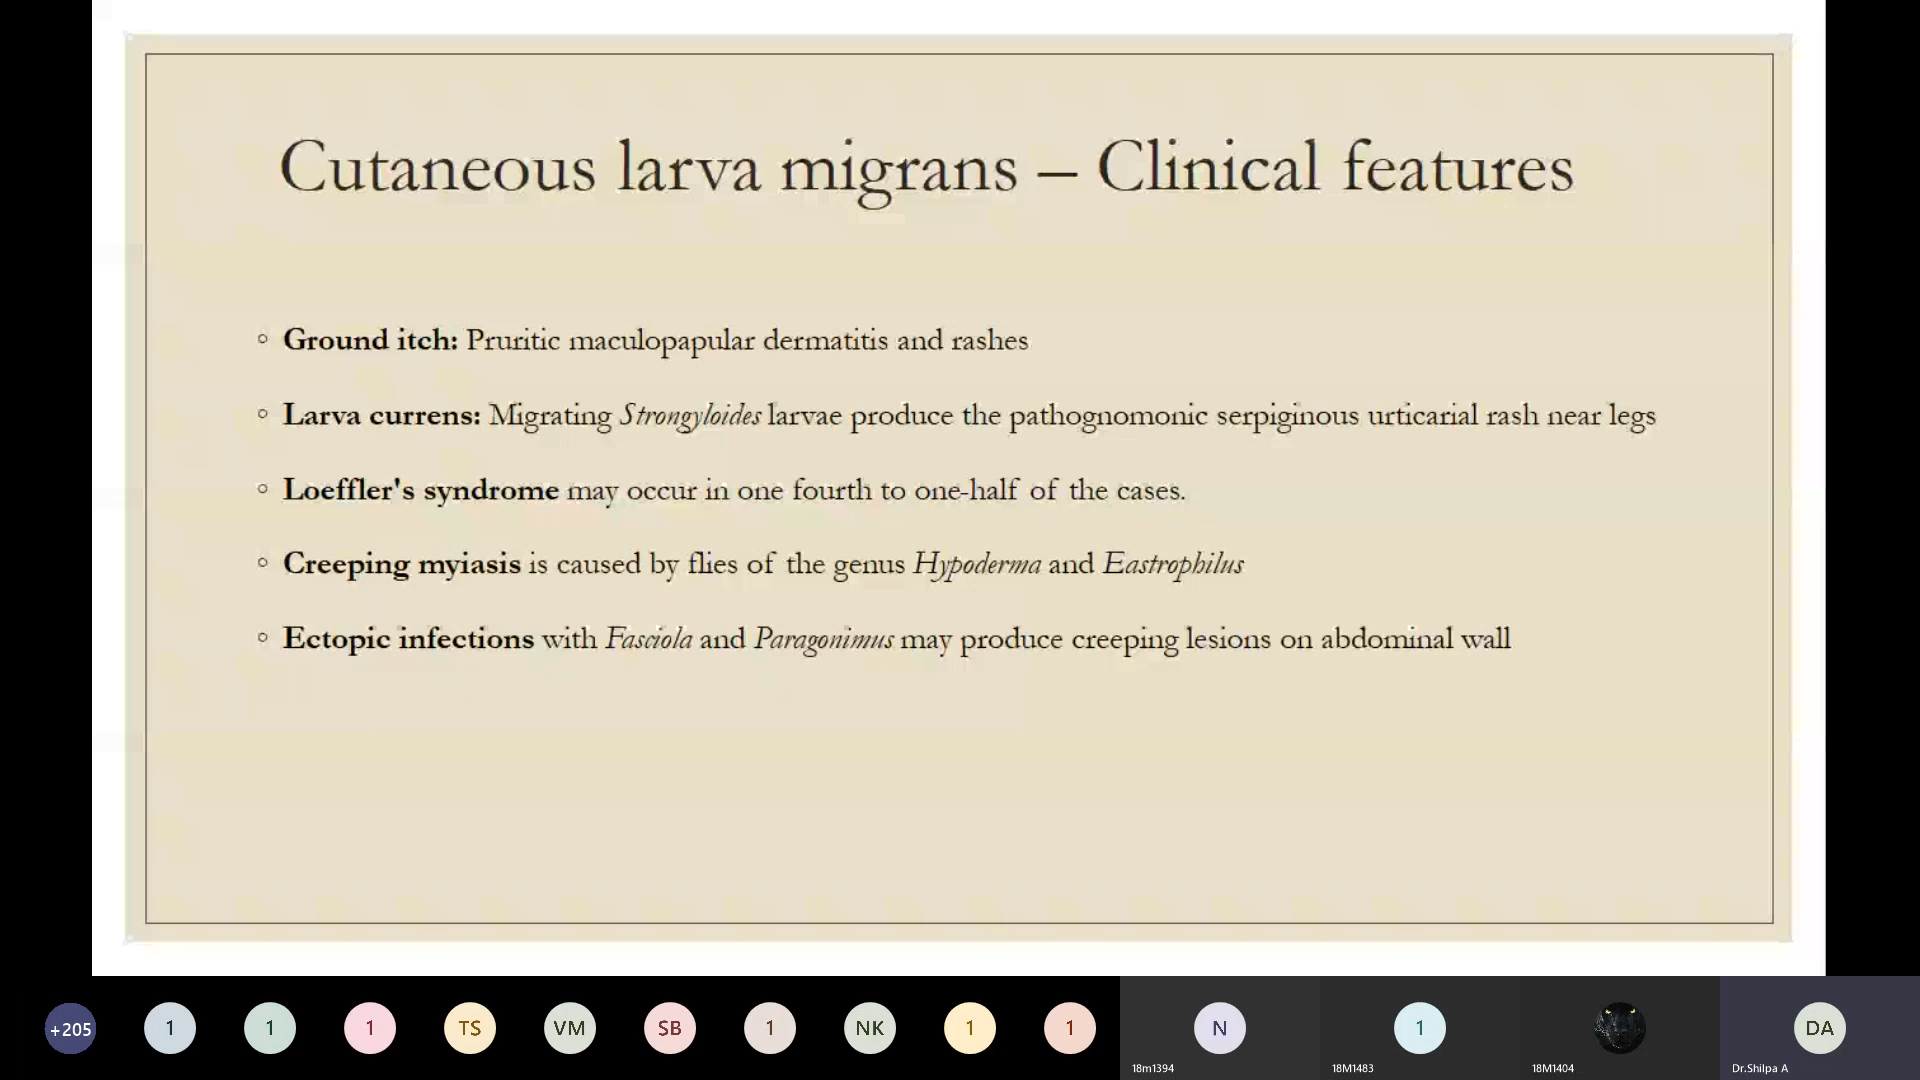 Cutaneous larva migrans – Clinical features
Ground itch: Pruritic maculopapular dermatitis and rashes
Larva currens: Migrating Strongyloides larvae produce the pathognomonic serpiginous urticarial rash near legs
Loeffler's syndrome may occur in one fourth to one-half of the cases.
Creeping myiasis is caused by flies of the genus Hypoderma and Eastrophilus
Ectopic infections with Fasciola and Paragonimus may produce creeping lesions on abdominal wall
+205 1 1 1 TS VM SB 1 NK 1 1 N 1 DA
18m1394 18M1483 18M1404 Dr.Shilpa A